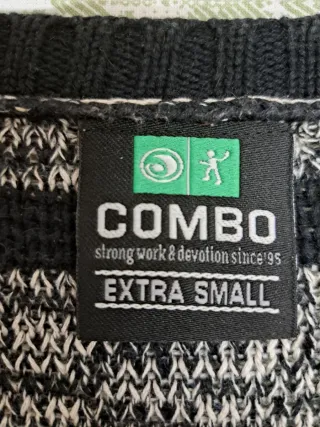 COMBO
strong work & devotion since '95
EXTRA SMALL